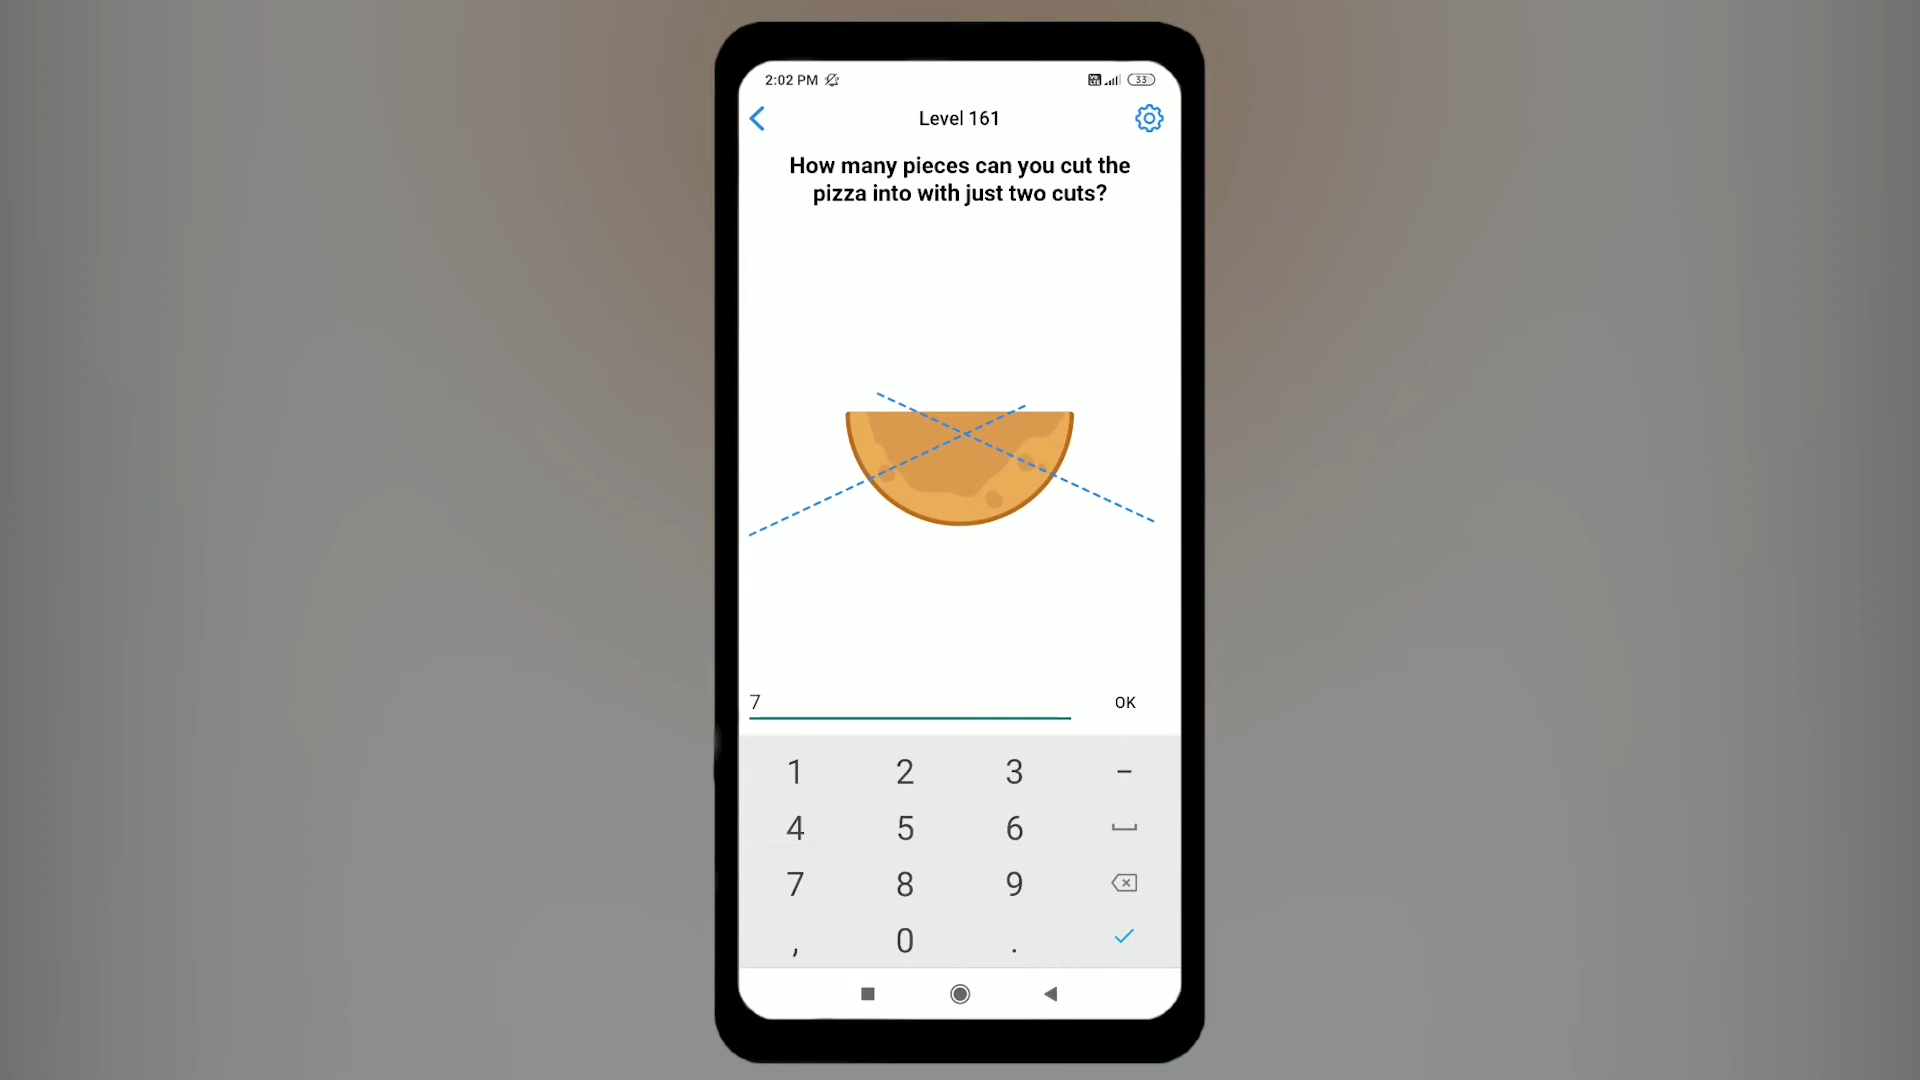 2:02 PM 33
Level 161
How many pieces can you cut the
pizza into with just two cuts?
7
OK
1 2 3 –
4 5 6
7 8 9
, 0 .